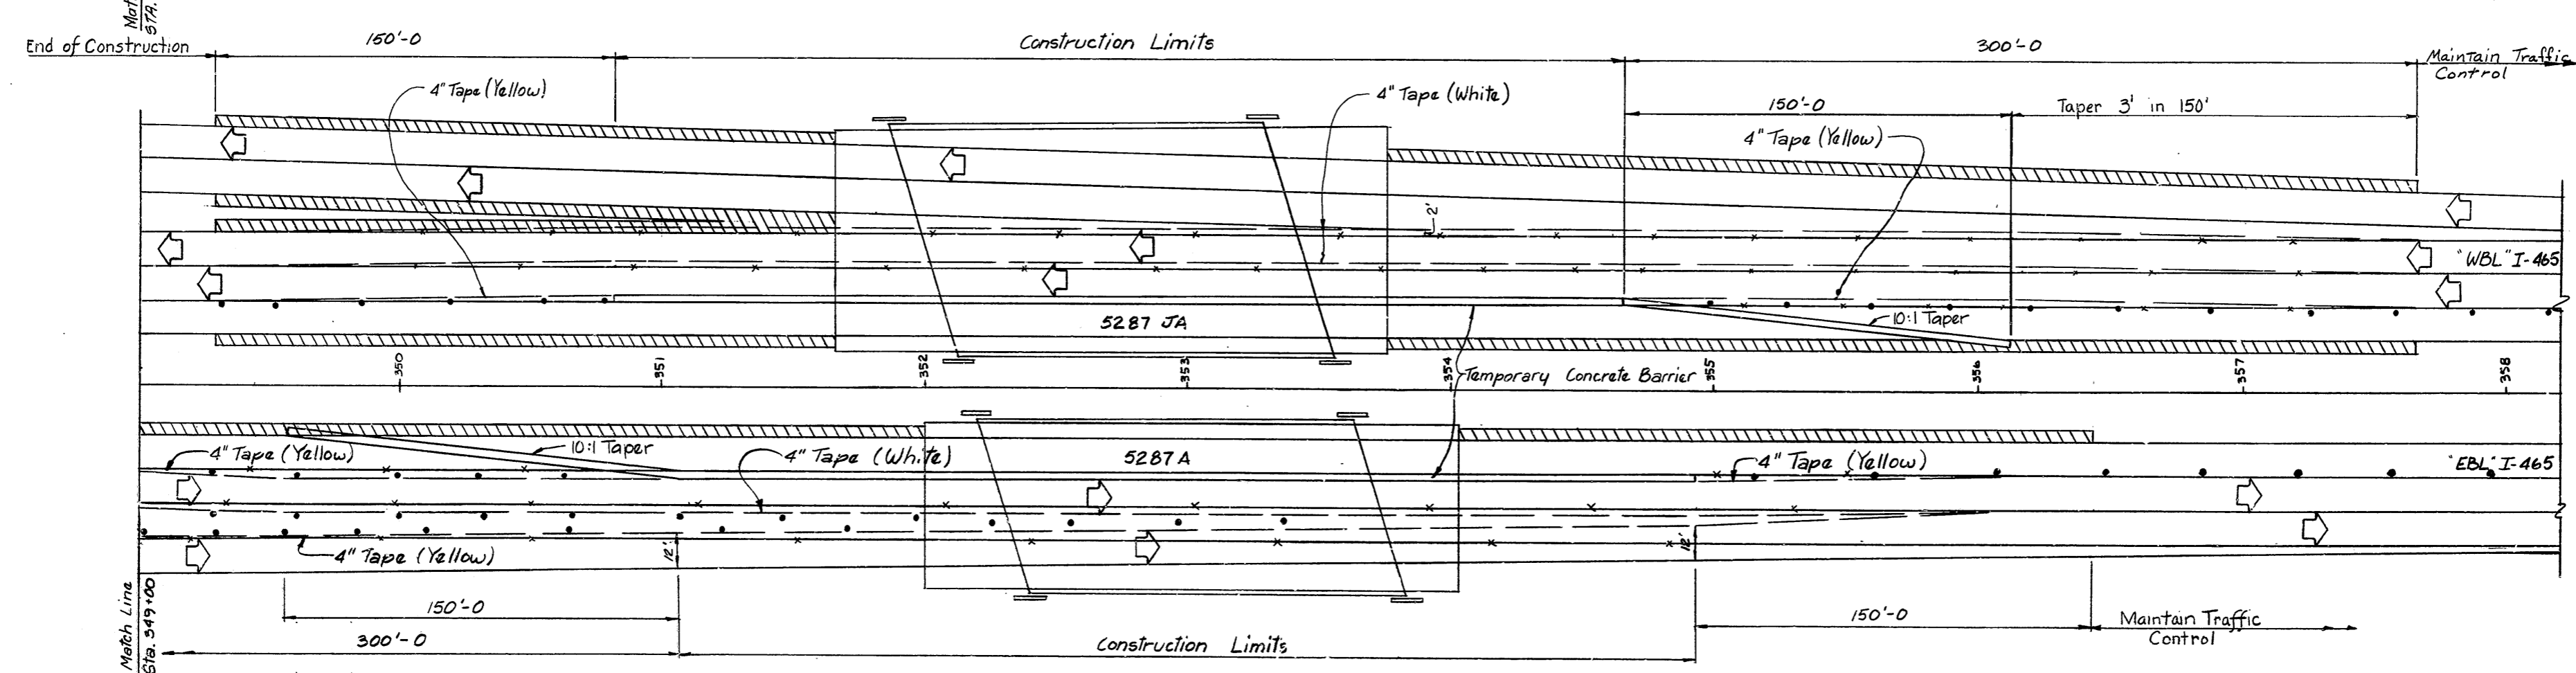 Mat
STA.
End of Construction
150'-0
Construction Limits
300'-0
Maintain Traffic
Control
4" Tape (Yellow)
4" Tape (White)
150'-0
Taper 3' in 150'
4" Tape (Yellow)
2'
"WBL" I-465
5287 JA
10:1 Taper
350
351
352
353
354
355
356
357
358
Temporary Concrete Barrier
4" Tape (Yellow)
10:1 Taper
4" Tape (White)
5287A
4" Tape (Yellow)
"EBL" I-465
4" Tape (Yellow)
12'
12'
Match Line
Sta. 349+00
150'-0
300'-0
Construction Limits
150'-0
Maintain Traffic
Control